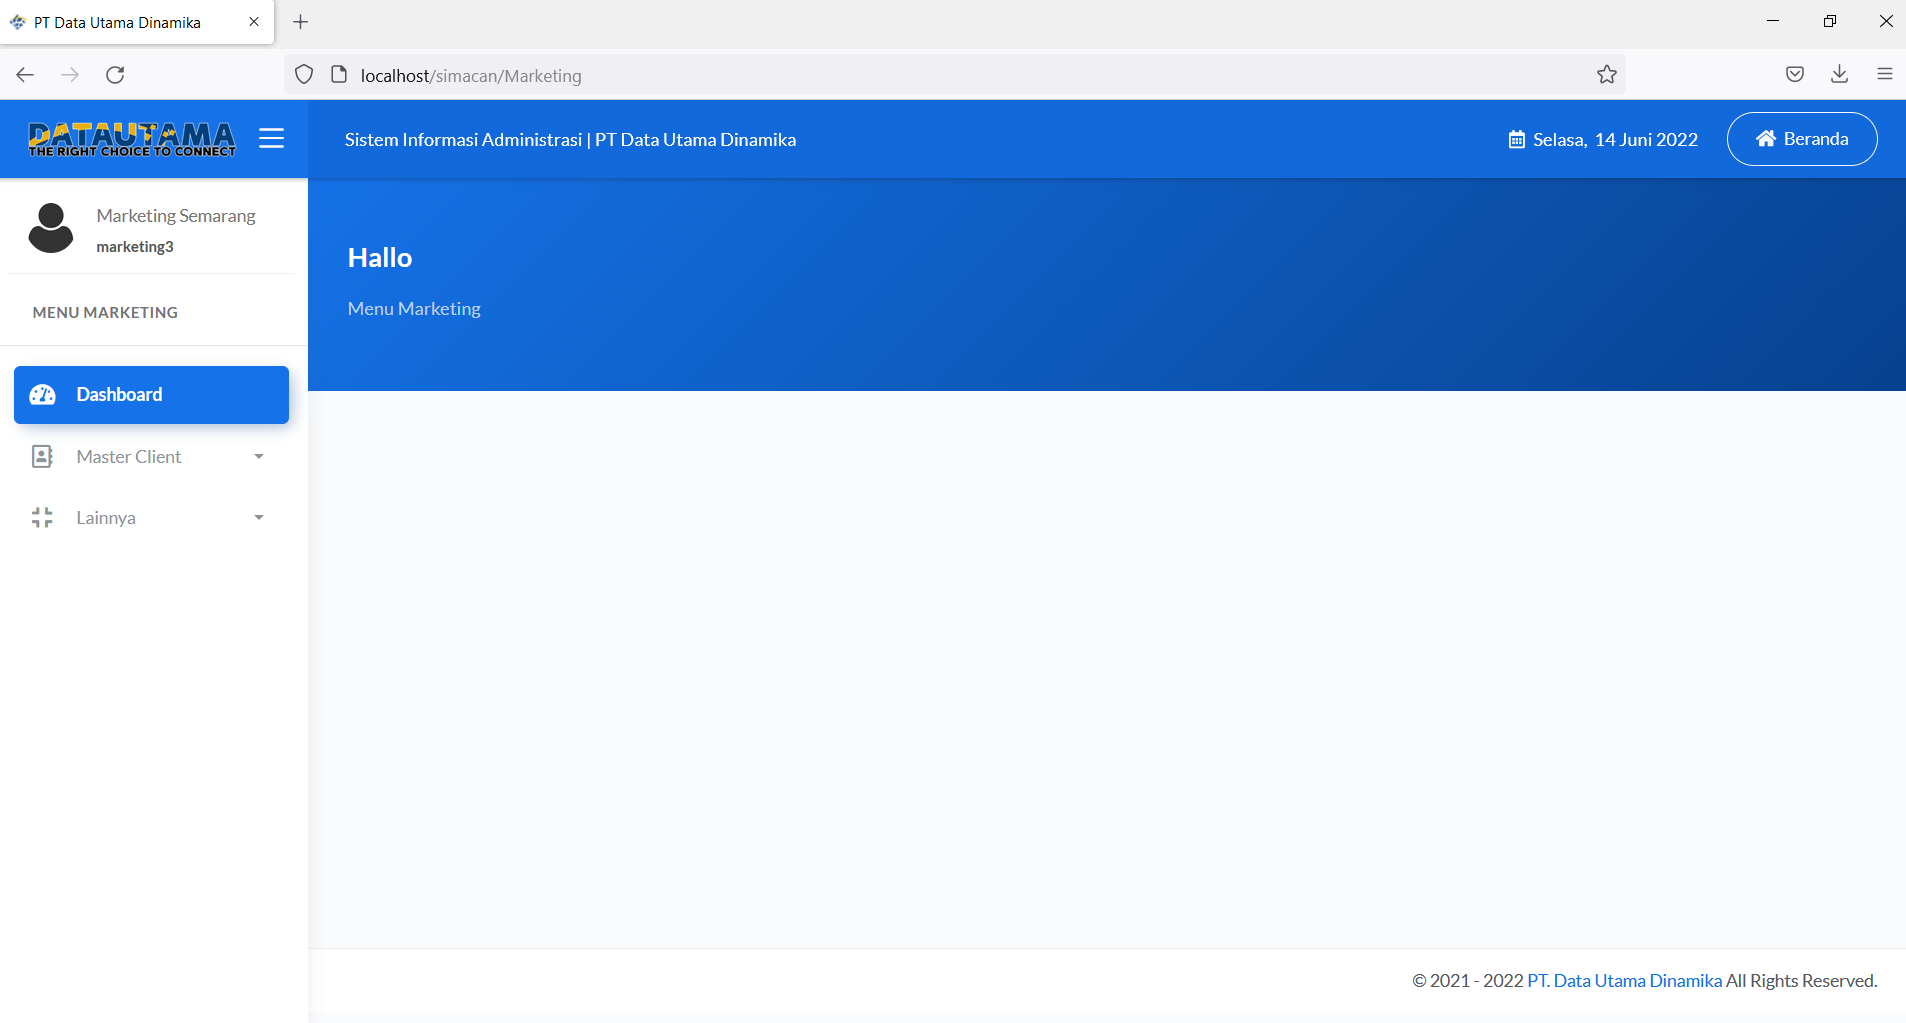 PT Data Utama Dinamika
localhost/simacan/Marketing
DATAUTAMA
THE RIGHT CHOICE TO CONNECT
Sistem Informasi Administrasi | PT Data Utama Dinamika
Selasa, 14 Juni 2022
Beranda
Marketing Semarang
marketing3
MENU MARKETING
Dashboard
Master Client
Lainnya
Hallo
Menu Marketing
© 2021 - 2022 PT. Data Utama Dinamika All Rights Reserved.